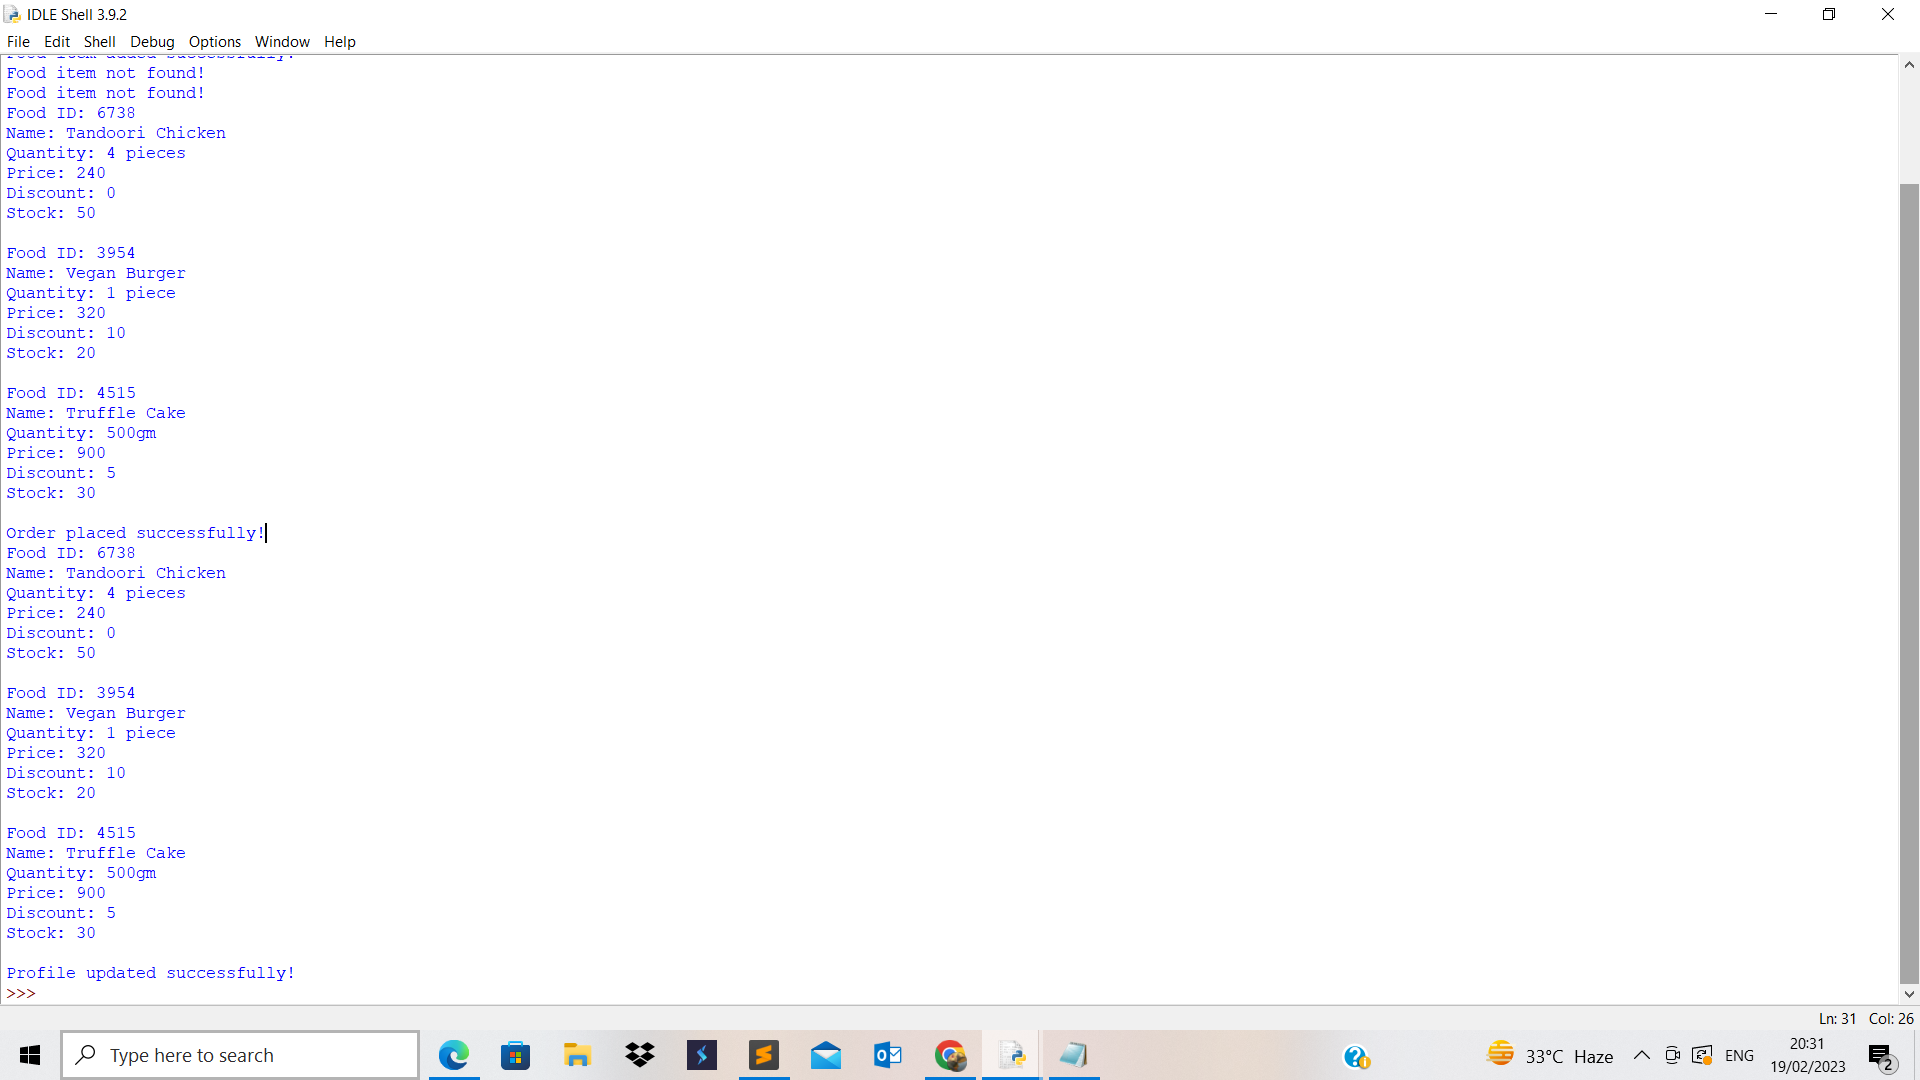 IDLE Shell 3.9.2
File Edit Shell Debug Options Window Help
Food item added successfully!
Food item not found!
Food item not found!
Food ID: 6738
Name: Tandoori Chicken
Quantity: 4 pieces
Price: 240
Discount: 0
Stock: 50
Food ID: 3954
Name: Vegan Burger
Quantity: 1 piece
Price: 320
Discount: 10
Stock: 20
Food ID: 4515
Name: Truffle Cake
Quantity: 500gm
Price: 900
Discount: 5
Stock: 30
Order placed successfully!
Food ID: 6738
Name: Tandoori Chicken
Quantity: 4 pieces
Price: 240
Discount: 0
Stock: 50
Food ID: 3954
Name: Vegan Burger
Quantity: 1 piece
Price: 320
Discount: 10
Stock: 20
Food ID: 4515
Name: Truffle Cake
Quantity: 500gm
Price: 900
Discount: 5
Stock: 30
Profile updated successfully!
>>>
Ln: 31 Col: 26
Type here to search
33°C Haze
ENG
20:31
19/02/2023
2